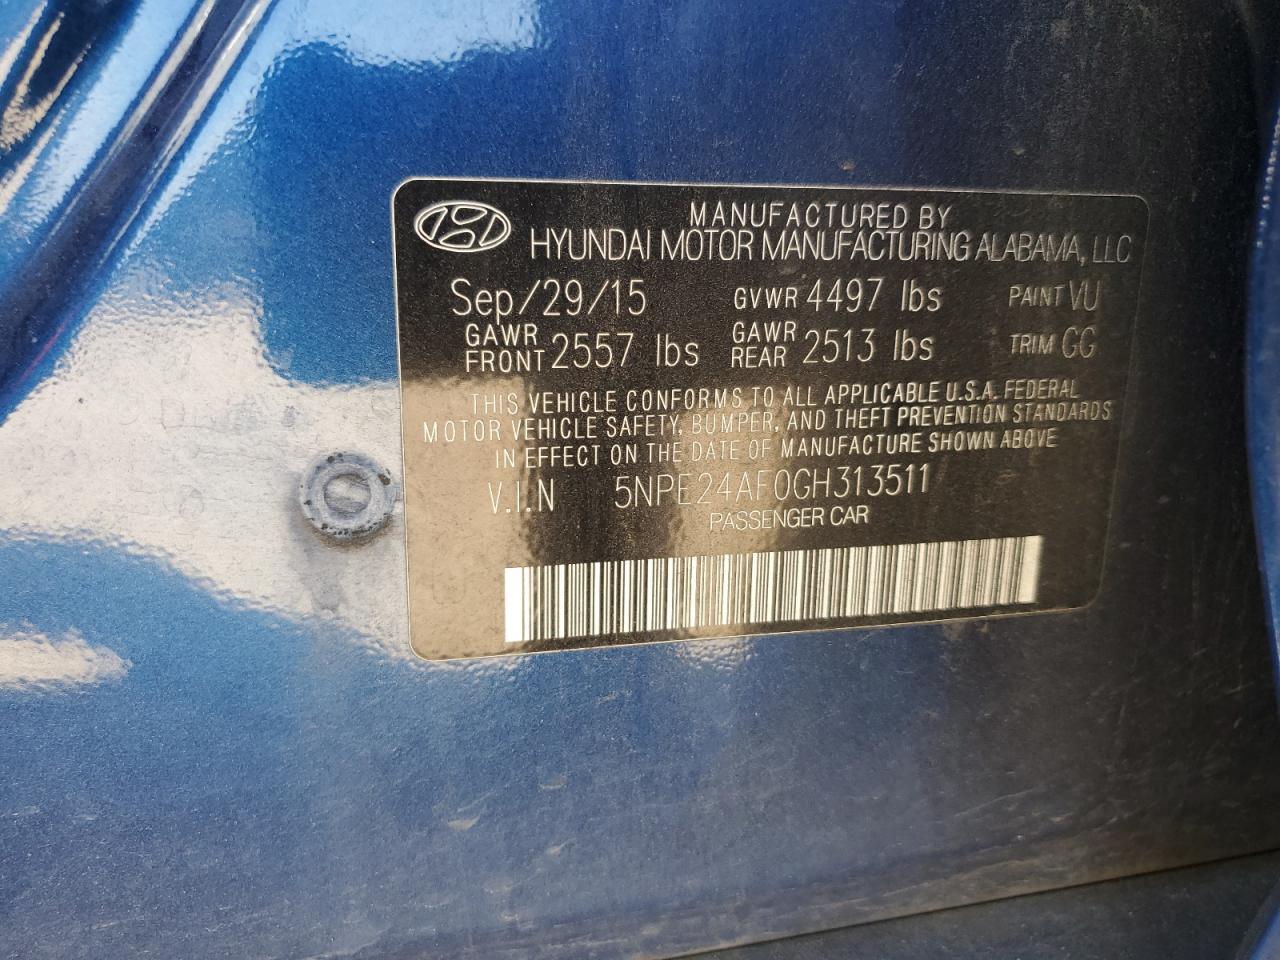 MANUFACTURED BY
HYUNDAI MOTOR MANUFACTURING ALABAMA, LLC
Sep/29/15 GVWR 4497 lbs PAINT VU
GAWR FRONT 2557 lbs GAWR REAR 2513 lbs TRIM GG
THIS VEHICLE CONFORMS TO ALL APPLICABLE U.S.A. FEDERAL
MOTOR VEHICLE SAFETY, BUMPER, AND THEFT PREVENTION STANDARDS
IN EFFECT ON THE DATE OF MANUFACTURE SHOWN ABOVE
V.I.N 5NPE24AF0GH313511
PASSENGER CAR